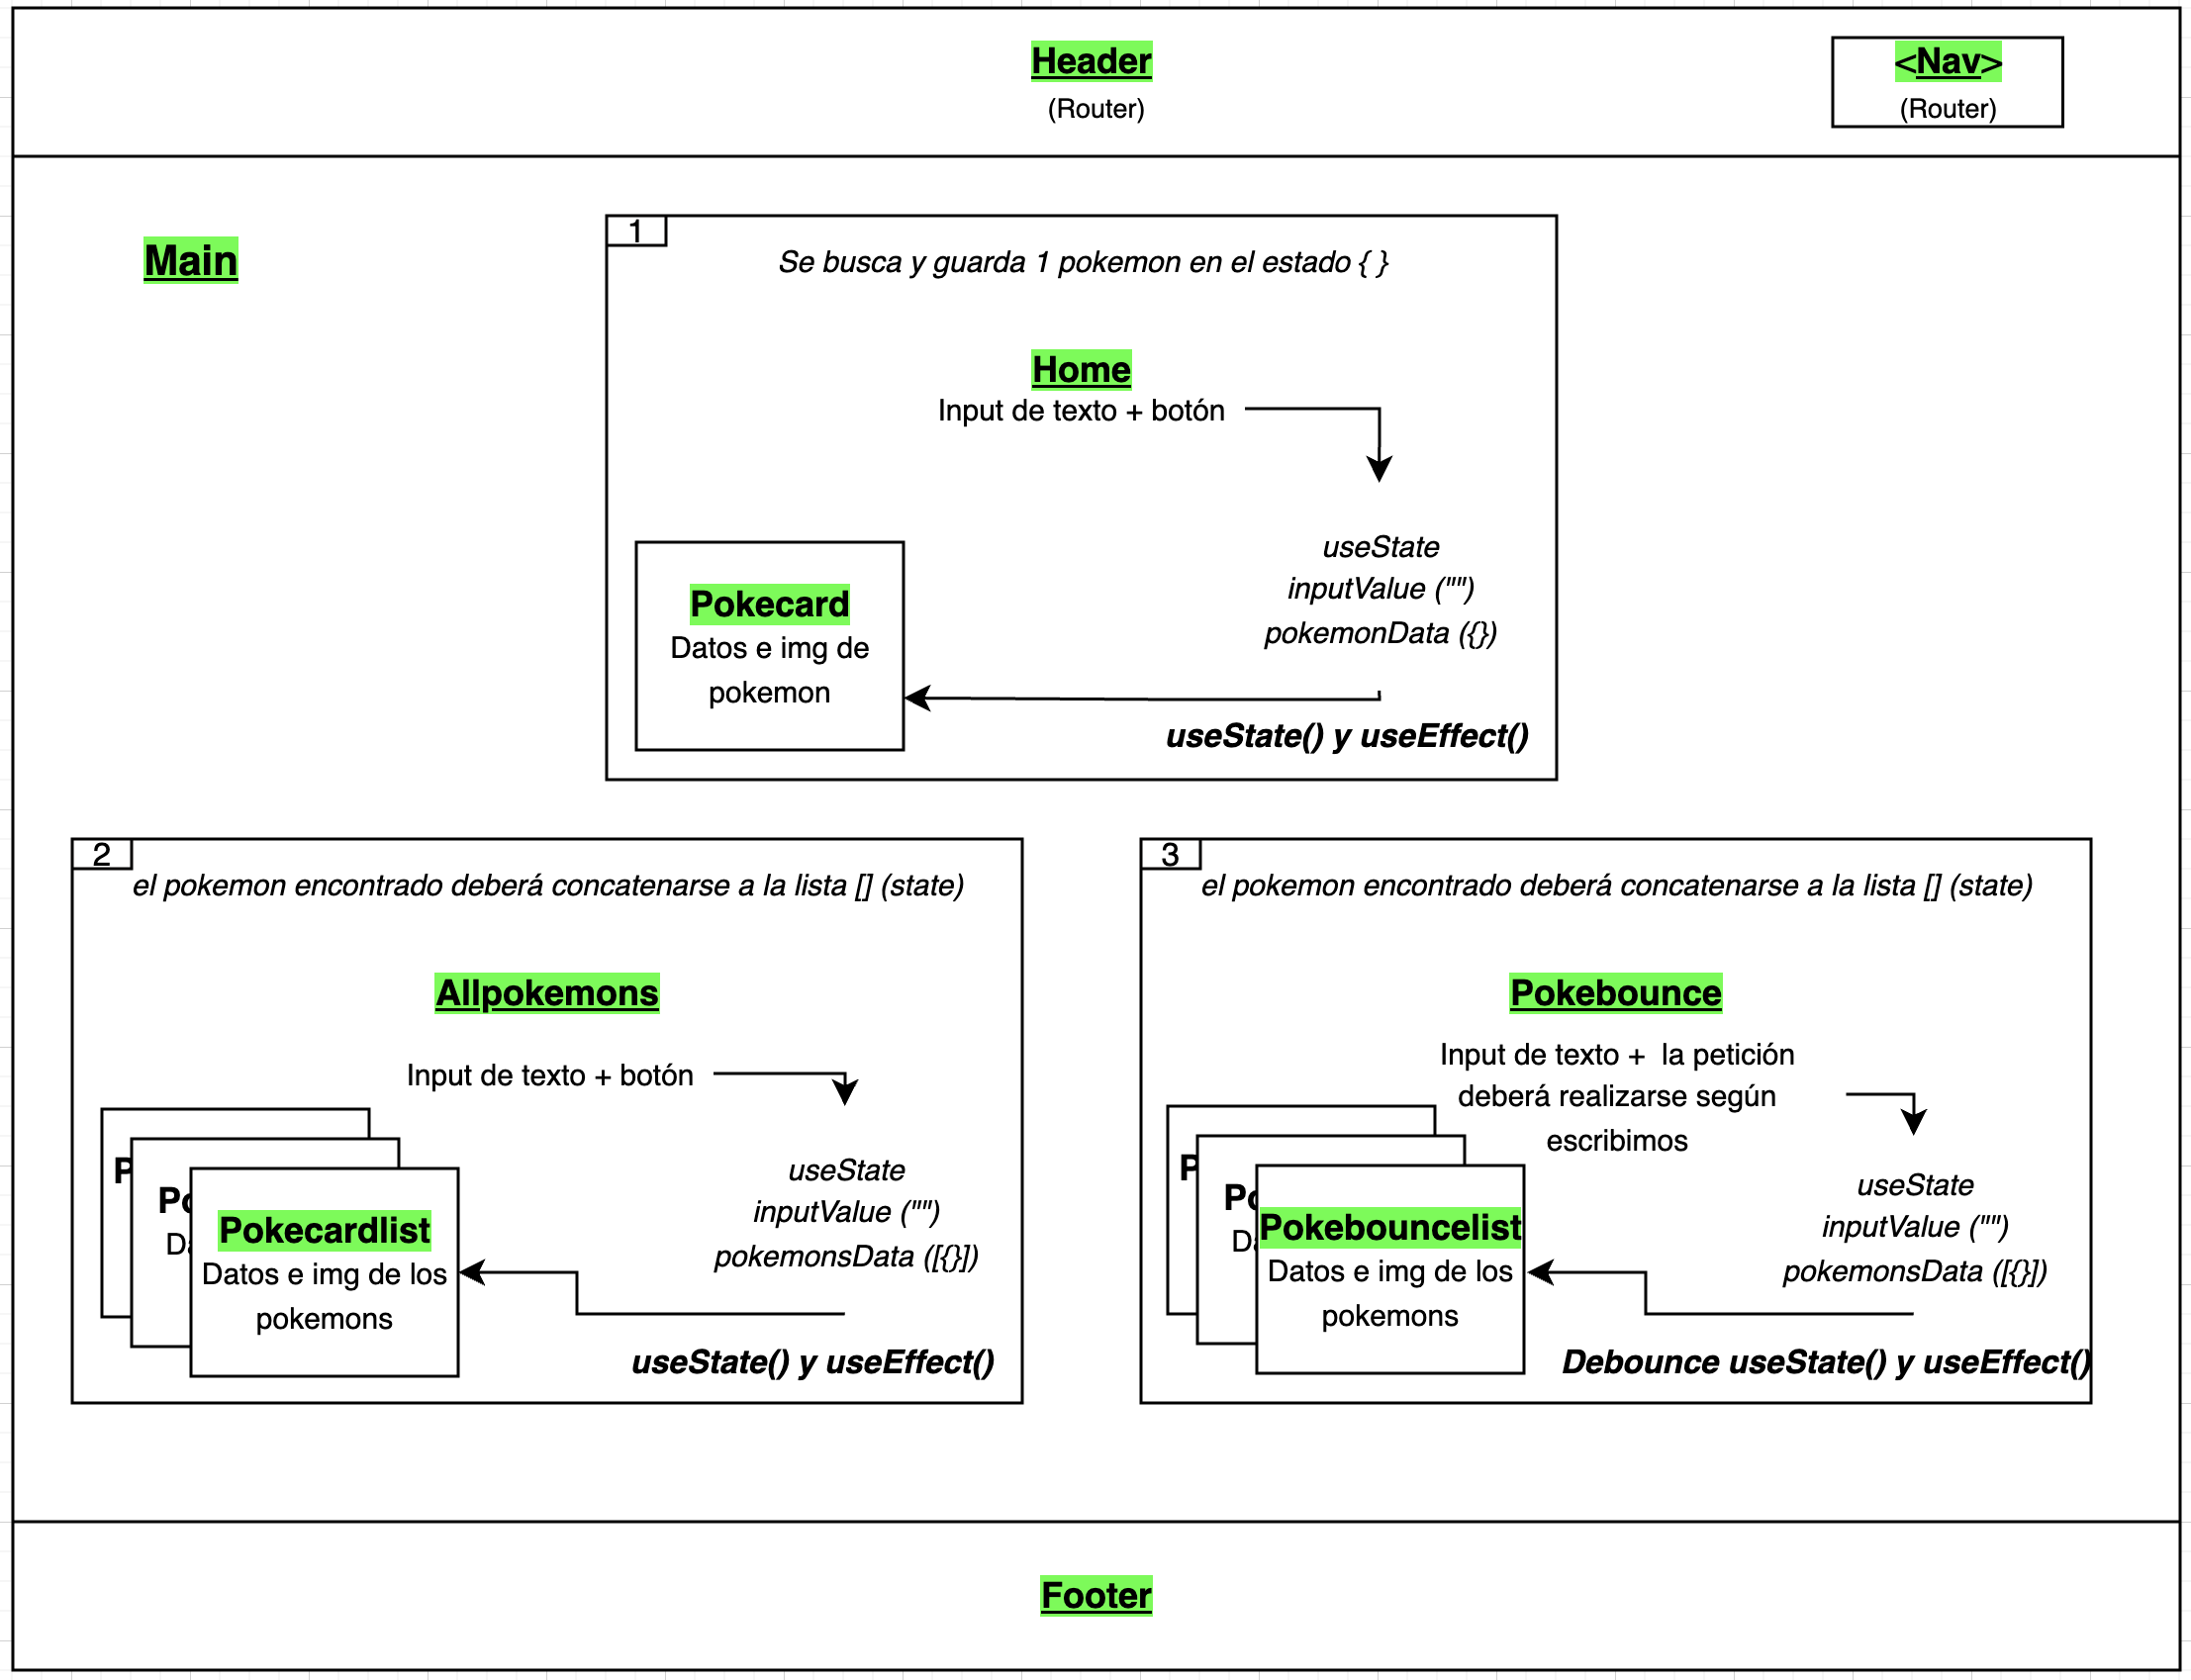 Header
(Router)
<Nav>
(Router)
Main
1
Se busca y guarda 1 pokemon en el estado { }
Home
Input de texto + botón
useState
inputValue ("")
pokemonData ({})
Pokecard
Datos e img de
pokemon
useState() y useEffect()
2
el pokemon encontrado deberá concatenarse a la lista [] (state)
Allpokemons
Input de texto + botón
useState
inputValue ("")
pokemonsData ([{}])
P
Po
Da
Pokecardlist
Datos e img de los
pokemons
useState() y useEffect()
3
el pokemon encontrado deberá concatenarse a la lista [] (state)
Pokebounce
Input de texto +  la petición
deberá realizarse según
escribimos
useState
inputValue ("")
pokemonsData ([{}])
P
Po
Da
Pokebouncelist
Datos e img de los
pokemons
Debounce useState() y useEffect()
Footer